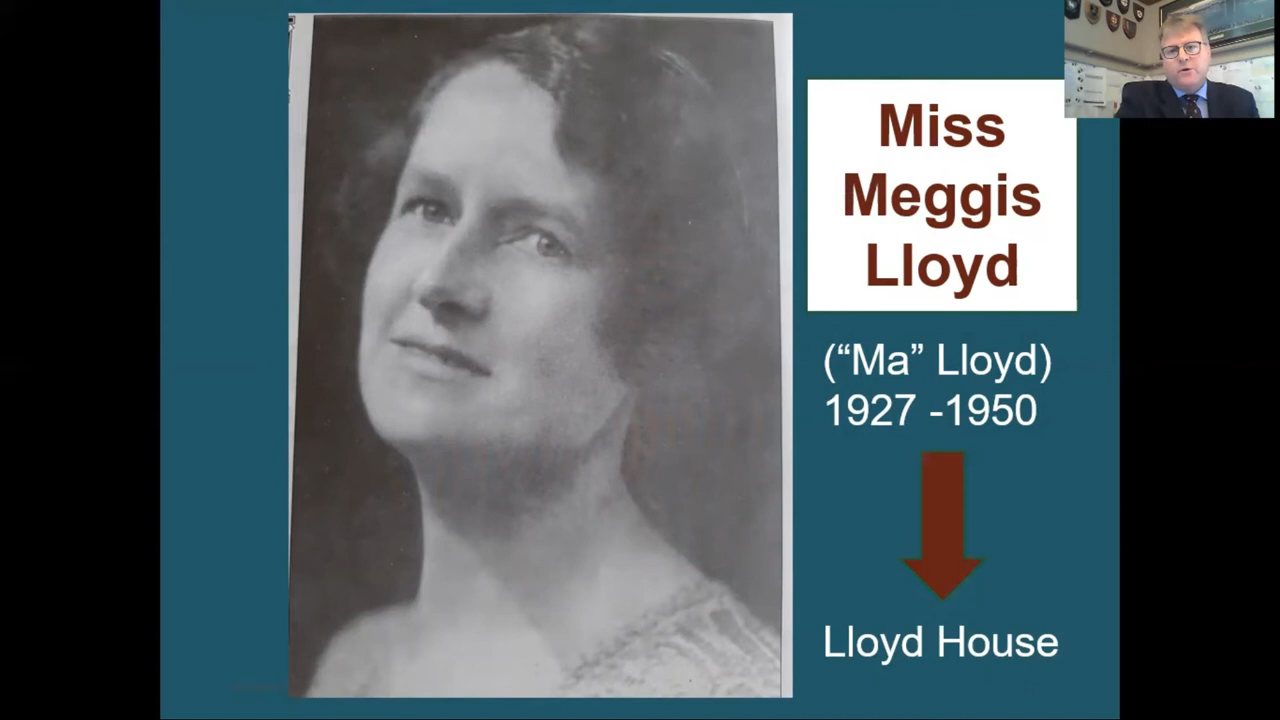 Miss
Meggis
Lloyd
(“Ma” Lloyd)
1927 -1950
Lloyd House